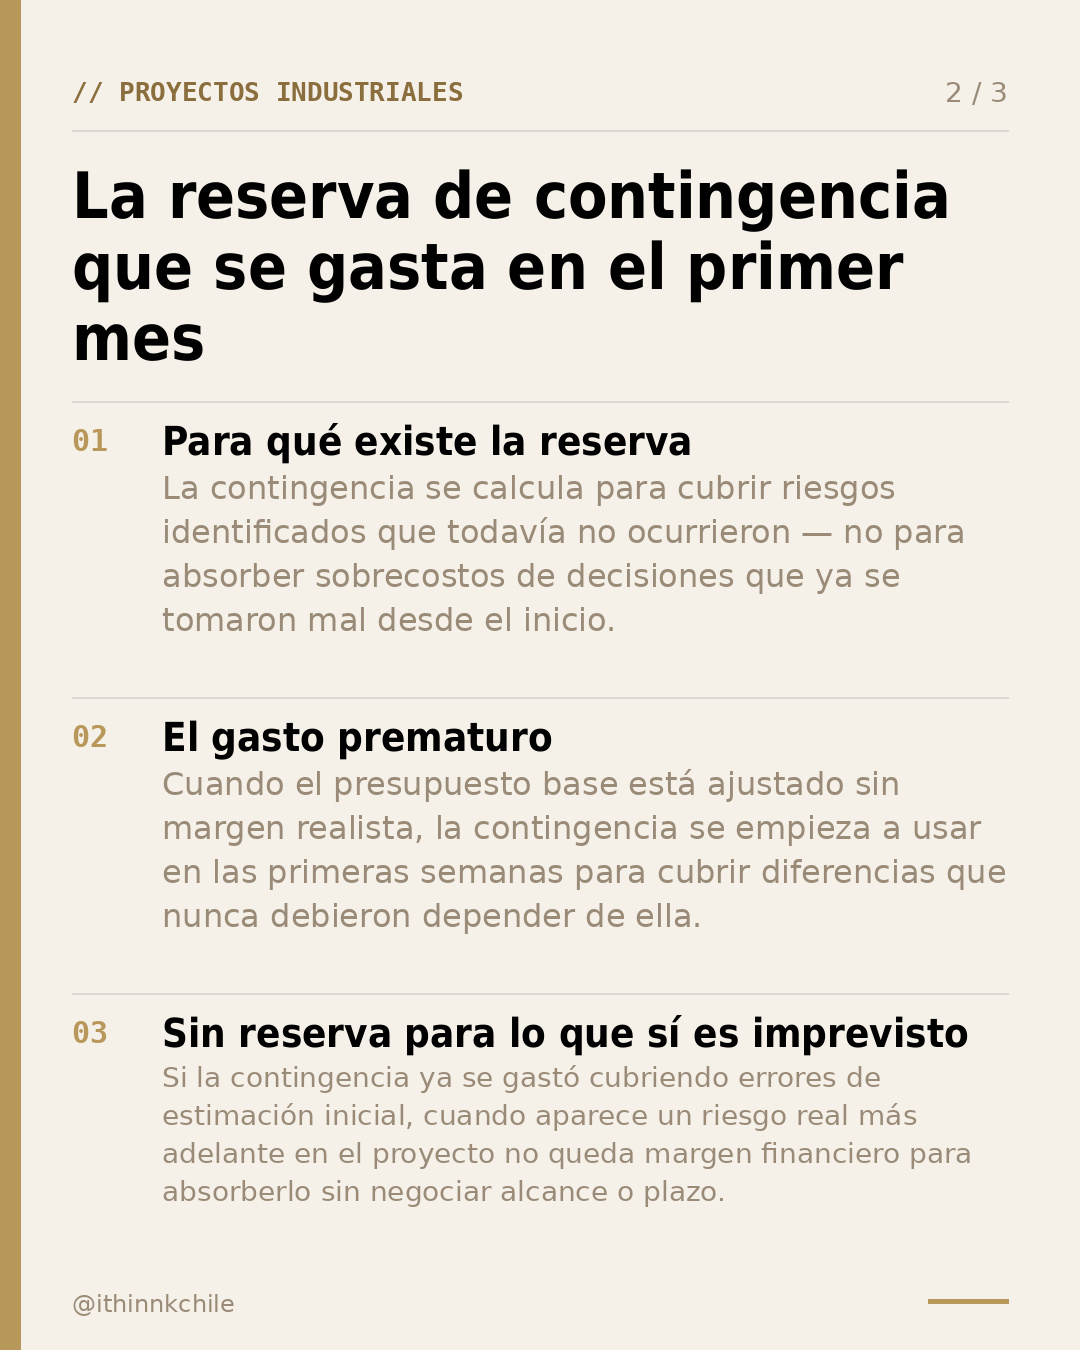 // PROYECTOS INDUSTRIALES
2 / 3
La reserva de contingencia
que se gasta en el primer
mes
01
Para qué existe la reserva
La contingencia se calcula para cubrir riesgos
identificados que todavía no ocurrieron — no para
absorber sobrecostos de decisiones que ya se
tomaron mal desde el inicio.
02
El gasto prematuro
Cuando el presupuesto base está ajustado sin
margen realista, la contingencia se empieza a usar
en las primeras semanas para cubrir diferencias que
nunca debieron depender de ella.
03
Sin reserva para lo que sí es imprevisto
Si la contingencia ya se gastó cubriendo errores de
estimación inicial, cuando aparece un riesgo real más
adelante en el proyecto no queda margen financiero para
absorberlo sin negociar alcance o plazo.
@ithinnkchile